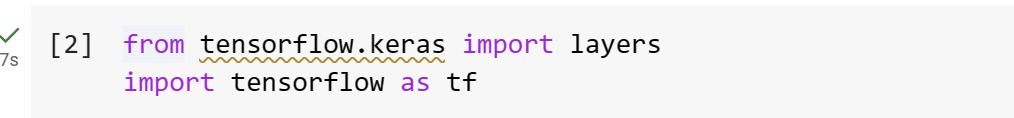 [2] from tensorflow.keras import layers
7s
import tensorflow as tf